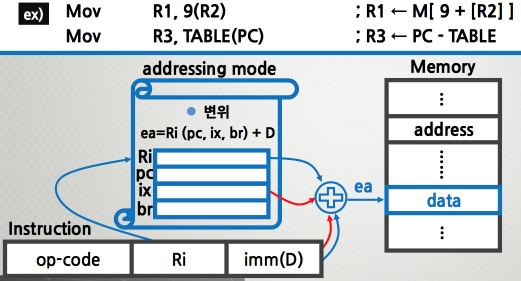 ex) Mov R1, 9(R2) ; R1 ← M[ 9 + [R2] ]
Mov R3, TABLE(PC) ; R3 ← PC - TABLE
addressing mode
Memory
변위
ea=Ri (pc, ix, br) + D
Ri
pc
ix
br
⋮
address
⋮
ea
data
⋮
Instruction
op-code Ri imm(D)